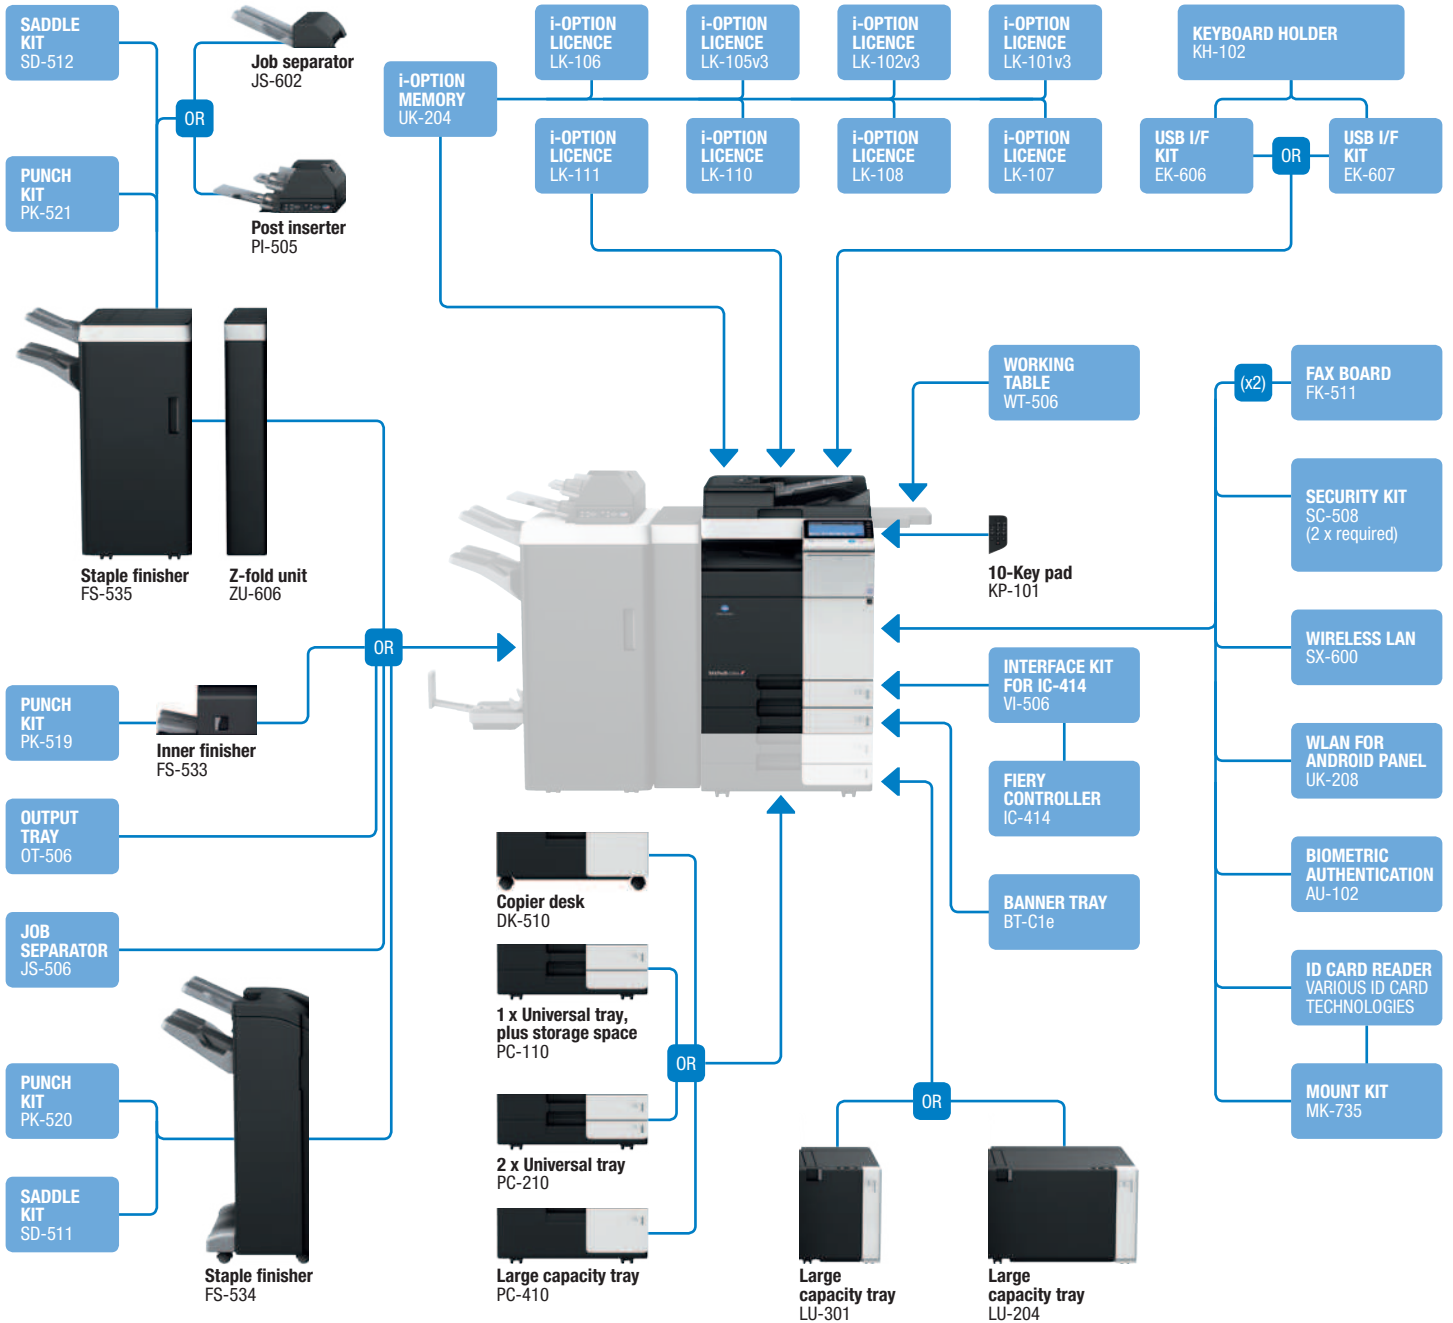 SADDLE
KIT
SD-512
Job separator
JS-602
OR
PUNCH
KIT
PK-521
Post inserter
PI-505
i-OPTION
MEMORY
UK-204
i-OPTION
LICENCE
LK-106
i-OPTION
LICENCE
LK-105v3
i-OPTION
LICENCE
LK-102v3
i-OPTION
LICENCE
LK-101v3
i-OPTION
LICENCE
LK-111
i-OPTION
LICENCE
LK-110
i-OPTION
LICENCE
LK-108
i-OPTION
LICENCE
LK-107
KEYBOARD HOLDER
KH-102
USB I/F
KIT
EK-606
OR
USB I/F
KIT
EK-607
Staple finisher
FS-535
Z-fold unit
ZU-606
WORKING
TABLE
WT-506
10-Key pad
KP-101
(x2)
FAX BOARD
FK-511
SECURITY KIT
SC-508
(2 x required)
WIRELESS LAN
SX-600
WLAN FOR
ANDROID PANEL
UK-208
BIOMETRIC
AUTHENTICATION
AU-102
ID CARD READER
VARIOUS ID CARD
TECHNOLOGIES
MOUNT KIT
MK-735
OR
PUNCH
KIT
PK-519
Inner finisher
FS-533
OUTPUT
TRAY
OT-506
JOB
SEPARATOR
JS-506
PUNCH
KIT
PK-520
SADDLE
KIT
SD-511
Staple finisher
FS-534
INTERFACE KIT
FOR IC-414
VI-506
FIERY
CONTROLLER
IC-414
BANNER TRAY
BT-C1e
Copier desk
DK-510
1 x Universal tray,
plus storage space
PC-110
OR
2 x Universal tray
PC-210
Large capacity tray
PC-410
OR
Large
capacity tray
LU-301
Large
capacity tray
LU-204